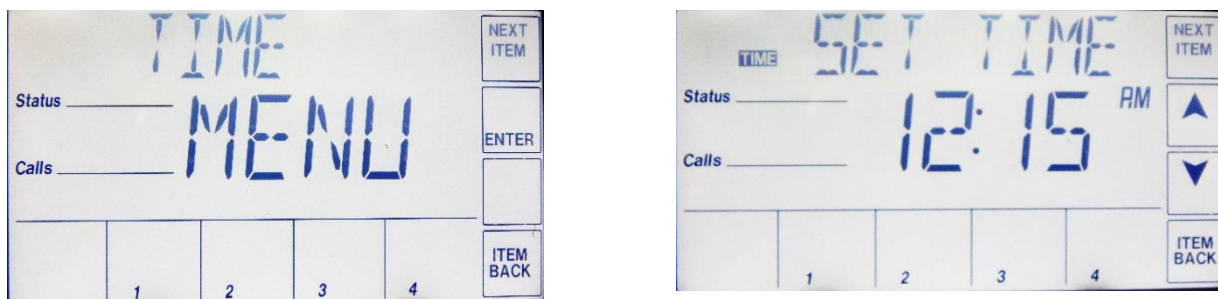 TIME
NEXT
ITEM
Status
MENU
ENTER
Calls
ITEM
BACK
1 2 3 4
SET TIME
NEXT
ITEM
TIME
Status
12:15 PM
Calls
ITEM
BACK
1 2 3 4